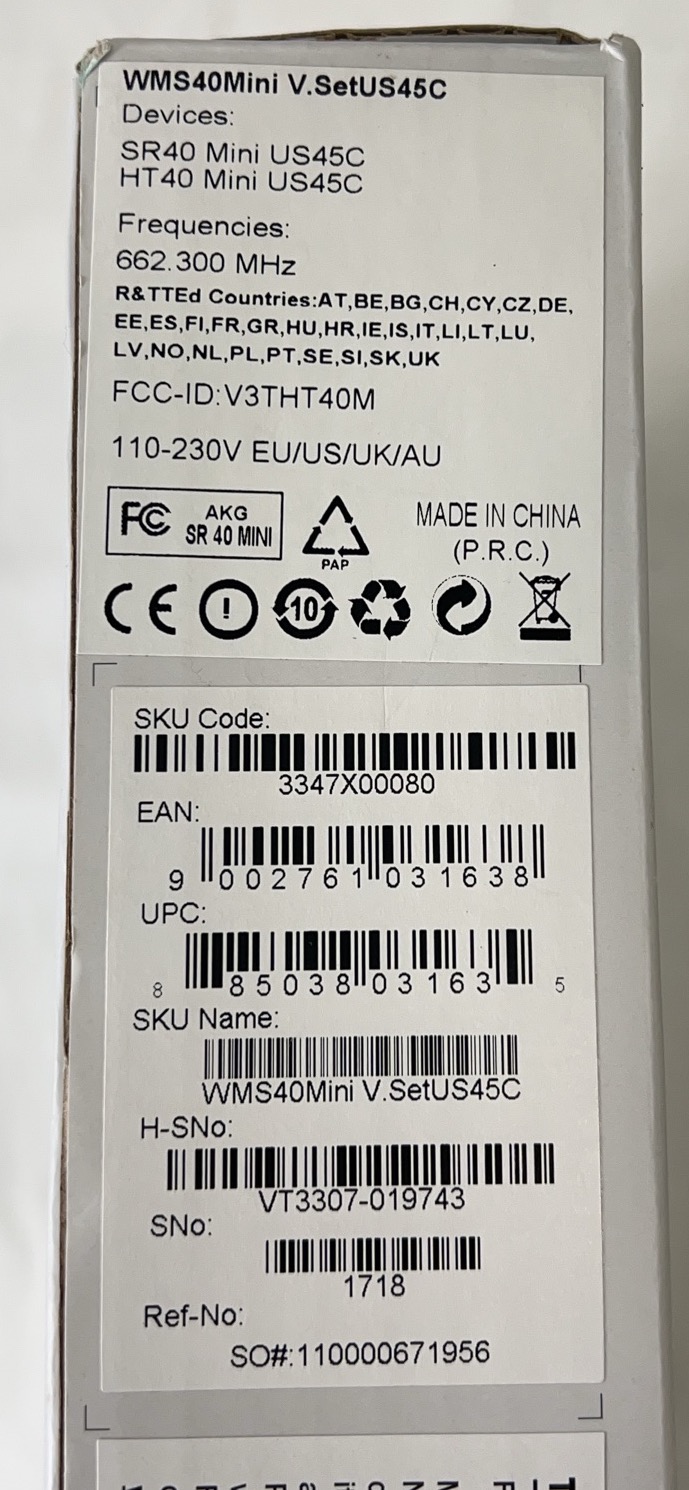 WMS40Mini V.SetUS45C
Devices:
SR40 Mini US45C
HT40 Mini US45C
Frequencies:
662.300 MHz
R&TTEd Countries:AT,BE,BG,CH,CY,CZ,DE,
EE,ES,FI,FR,GR,HU,HR,IE,IS,IT,LI,LT,LU,
LV,NO,NL,PL,PT,SE,SI,SK,UK
FCC-ID:V3THT40M
110-230V EU/US/UK/AU
FC AKG
SR 40 MINI
PAP
MADE IN CHINA
(P.R.C.)
CE ! 10
SKU Code:
3347X00080
EAN:
9 002761 031638
UPC:
8 85038 03163 5
SKU Name:
WMS40Mini V.SetUS45C
H-SNo:
VT3307-019743
SNo:
1718
Ref-No:
SO#:110000671956